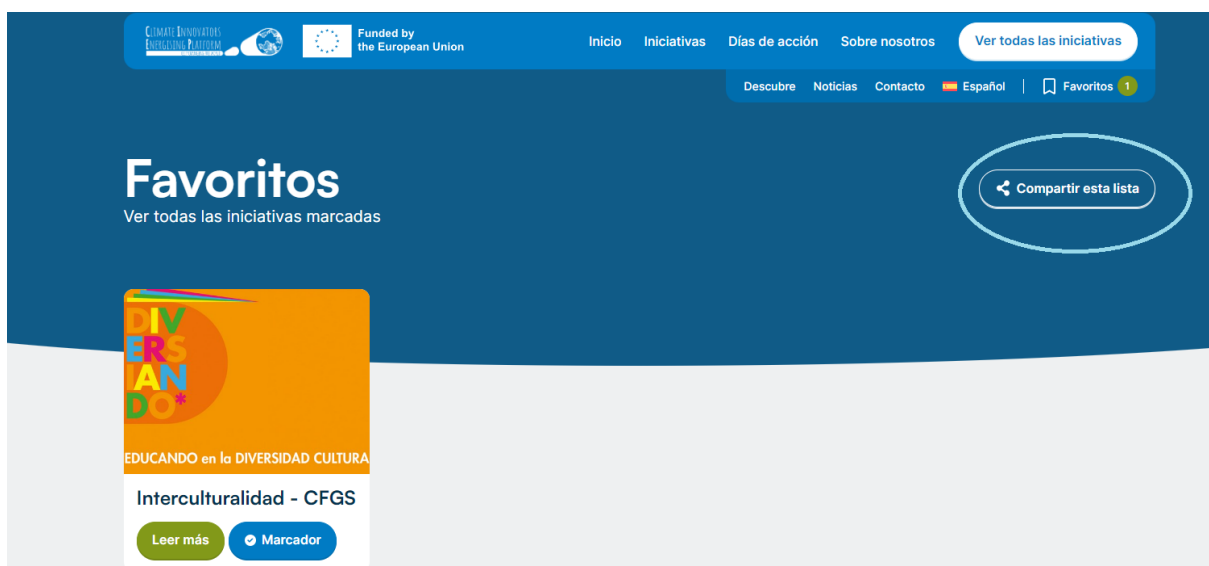 CLIMATE INNOVATORS
ENERGISING PLATFORM
Funded by
the European Union
Inicio Iniciativas Días de acción Sobre nosotros Ver todas las iniciativas
Descubre Noticias Contacto Español Favoritos 1
Favoritos
Ver todas las iniciativas marcadas
Compartir esta lista
DIV
ERS
IAN
DO*
EDUCANDO en la DIVERSIDAD CULTURA
Interculturalidad - CFGS
Leer más Marcador